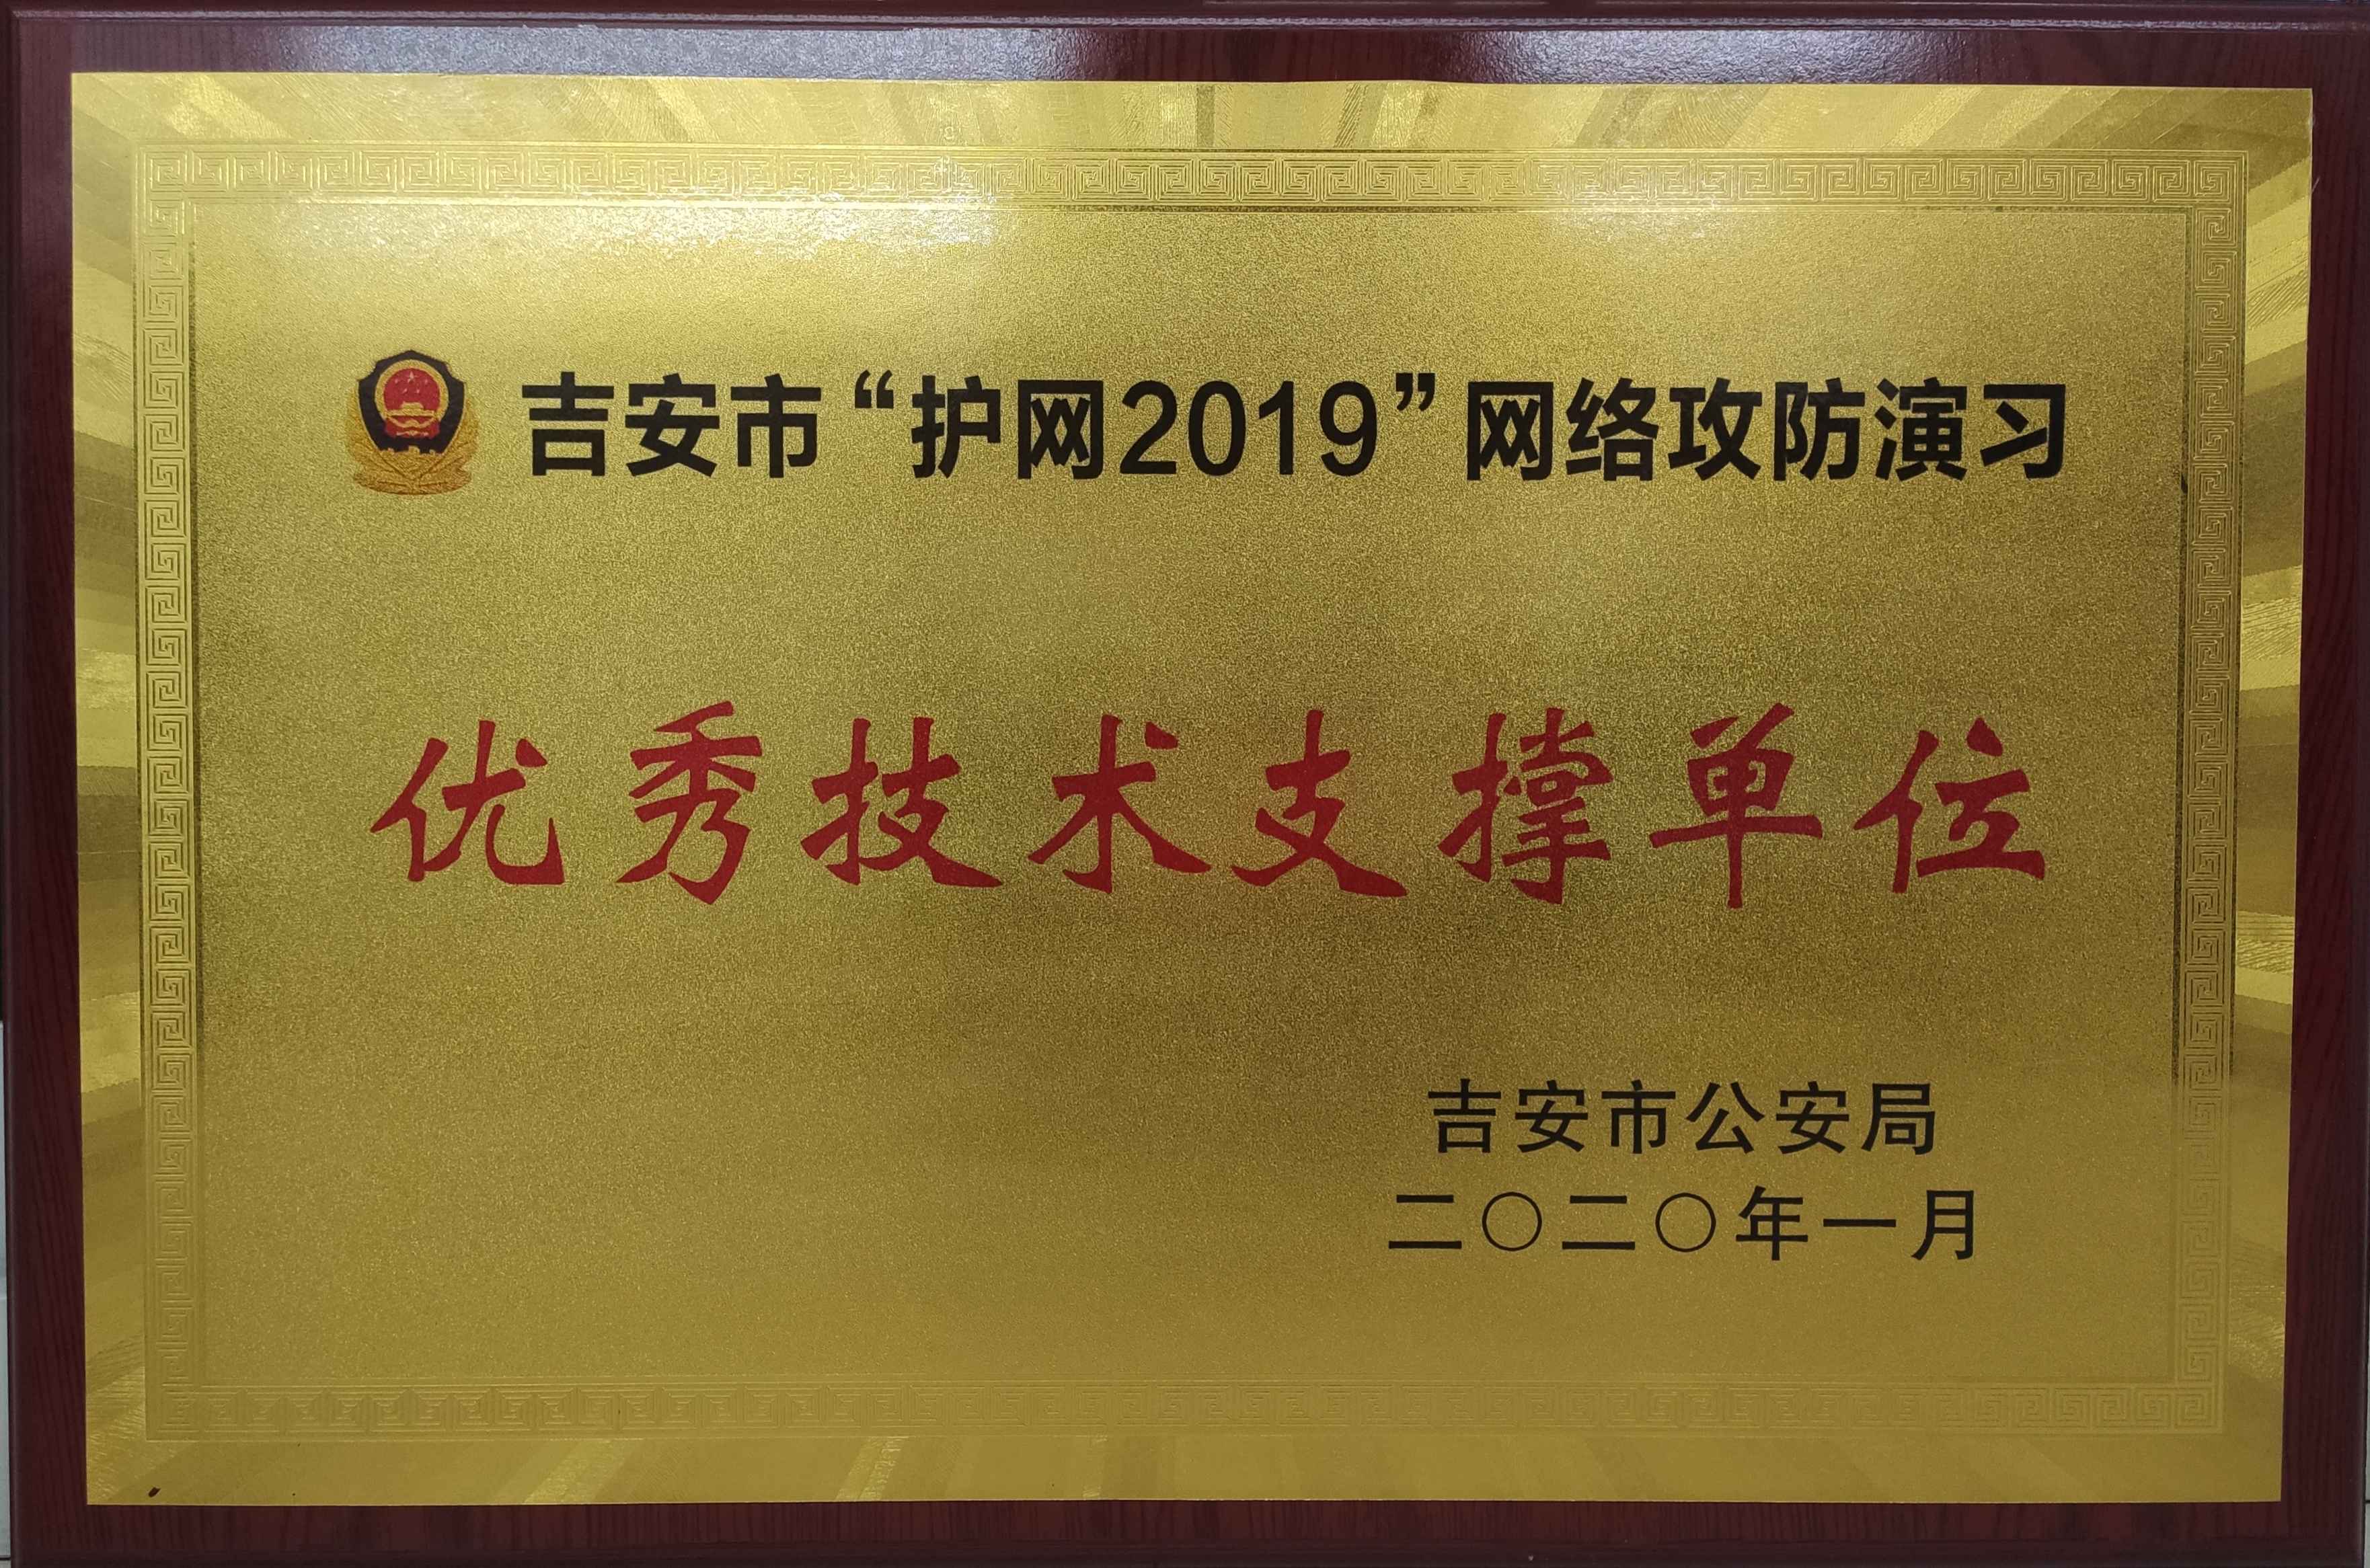 吉安市“护网2019”网络攻防演习
优秀技术支撑单位
吉安市公安局
二〇二〇年一月